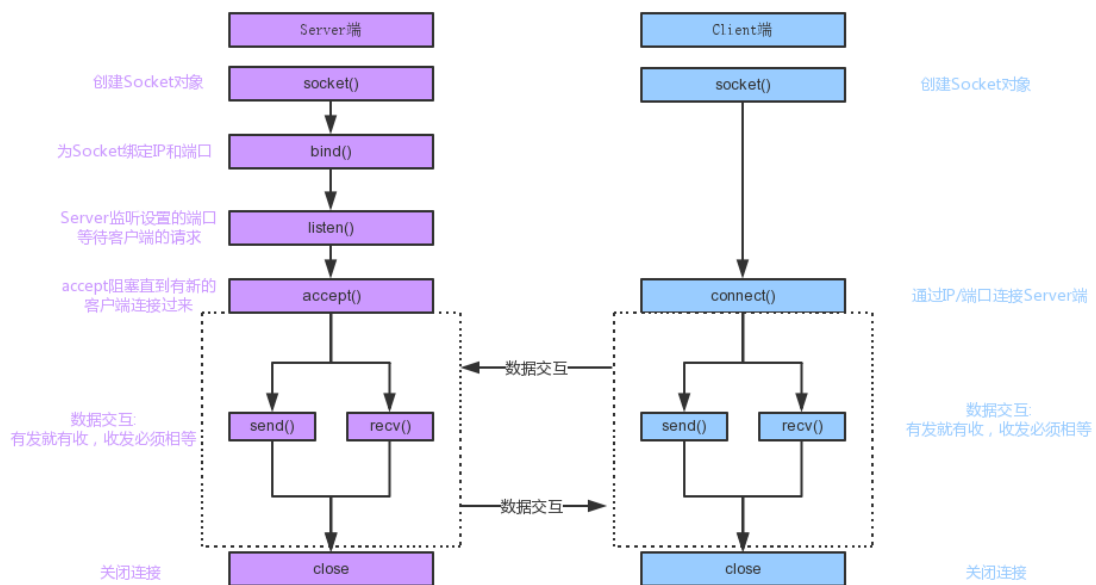 Server端
Client端
创建Socket对象
socket()
socket()
创建Socket对象
为Socket绑定IP和端口
bind()
Server监听设置的端口
等待客户端的请求
listen()
accept阻塞直到有新的
客户端连接过来
accept()
connect()
通过IP/端口连接Server端
数据交互
数据交互:
有发就有收，收发必须相等
send()
recv()
send()
recv()
数据交互:
有发就有收，收发必须相等
数据交互
关闭连接
close
close
关闭连接